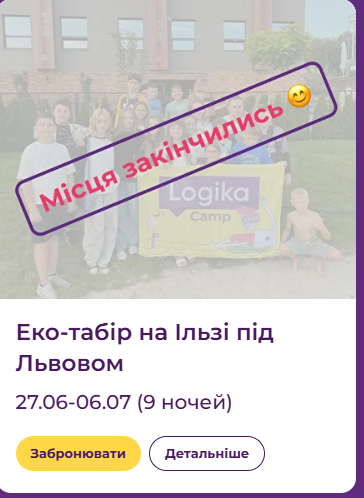 Місця закінчились 😊
Logika
Camp
Еко-табір на Ільзі під
Львовом
27.06-06.07 (9 ночей)
Забронювати
Детальніше